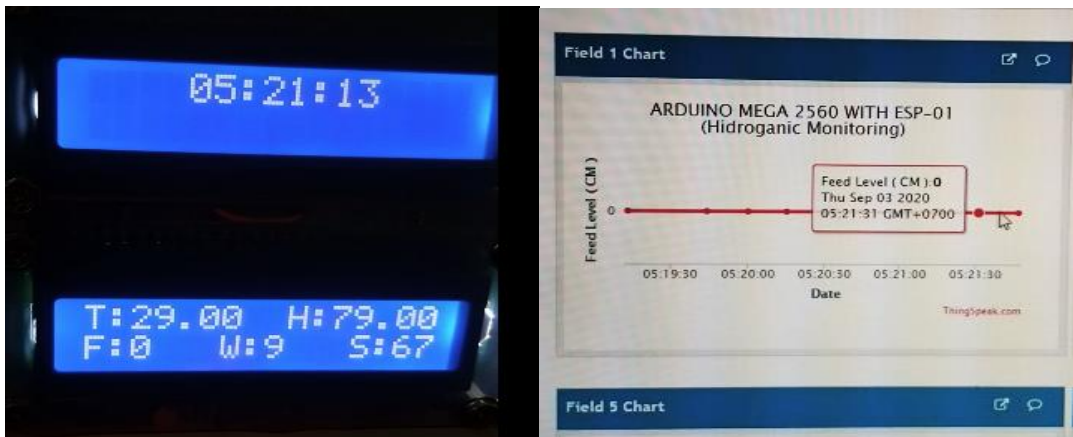 05:21:13
T:29.00 H:79.00
F:0 W:9 S:67
Field 1 Chart
ARDUINO MEGA 2560 WITH ESP-01
(Hidroganic Monitoring)
Feed Level ( CM )
0
Feed Level ( CM ):0
Thu Sep 03 2020
05:21:31 GMT+0700
05:19:30 05:20:00 05:20:30 05:21:00 05:21:30
Date
ThingSpeak.com
Field 5 Chart